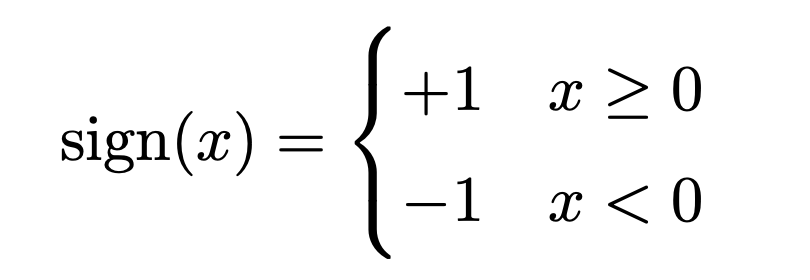 sign(x) = { +1 x ≥ 0
−1 x < 0